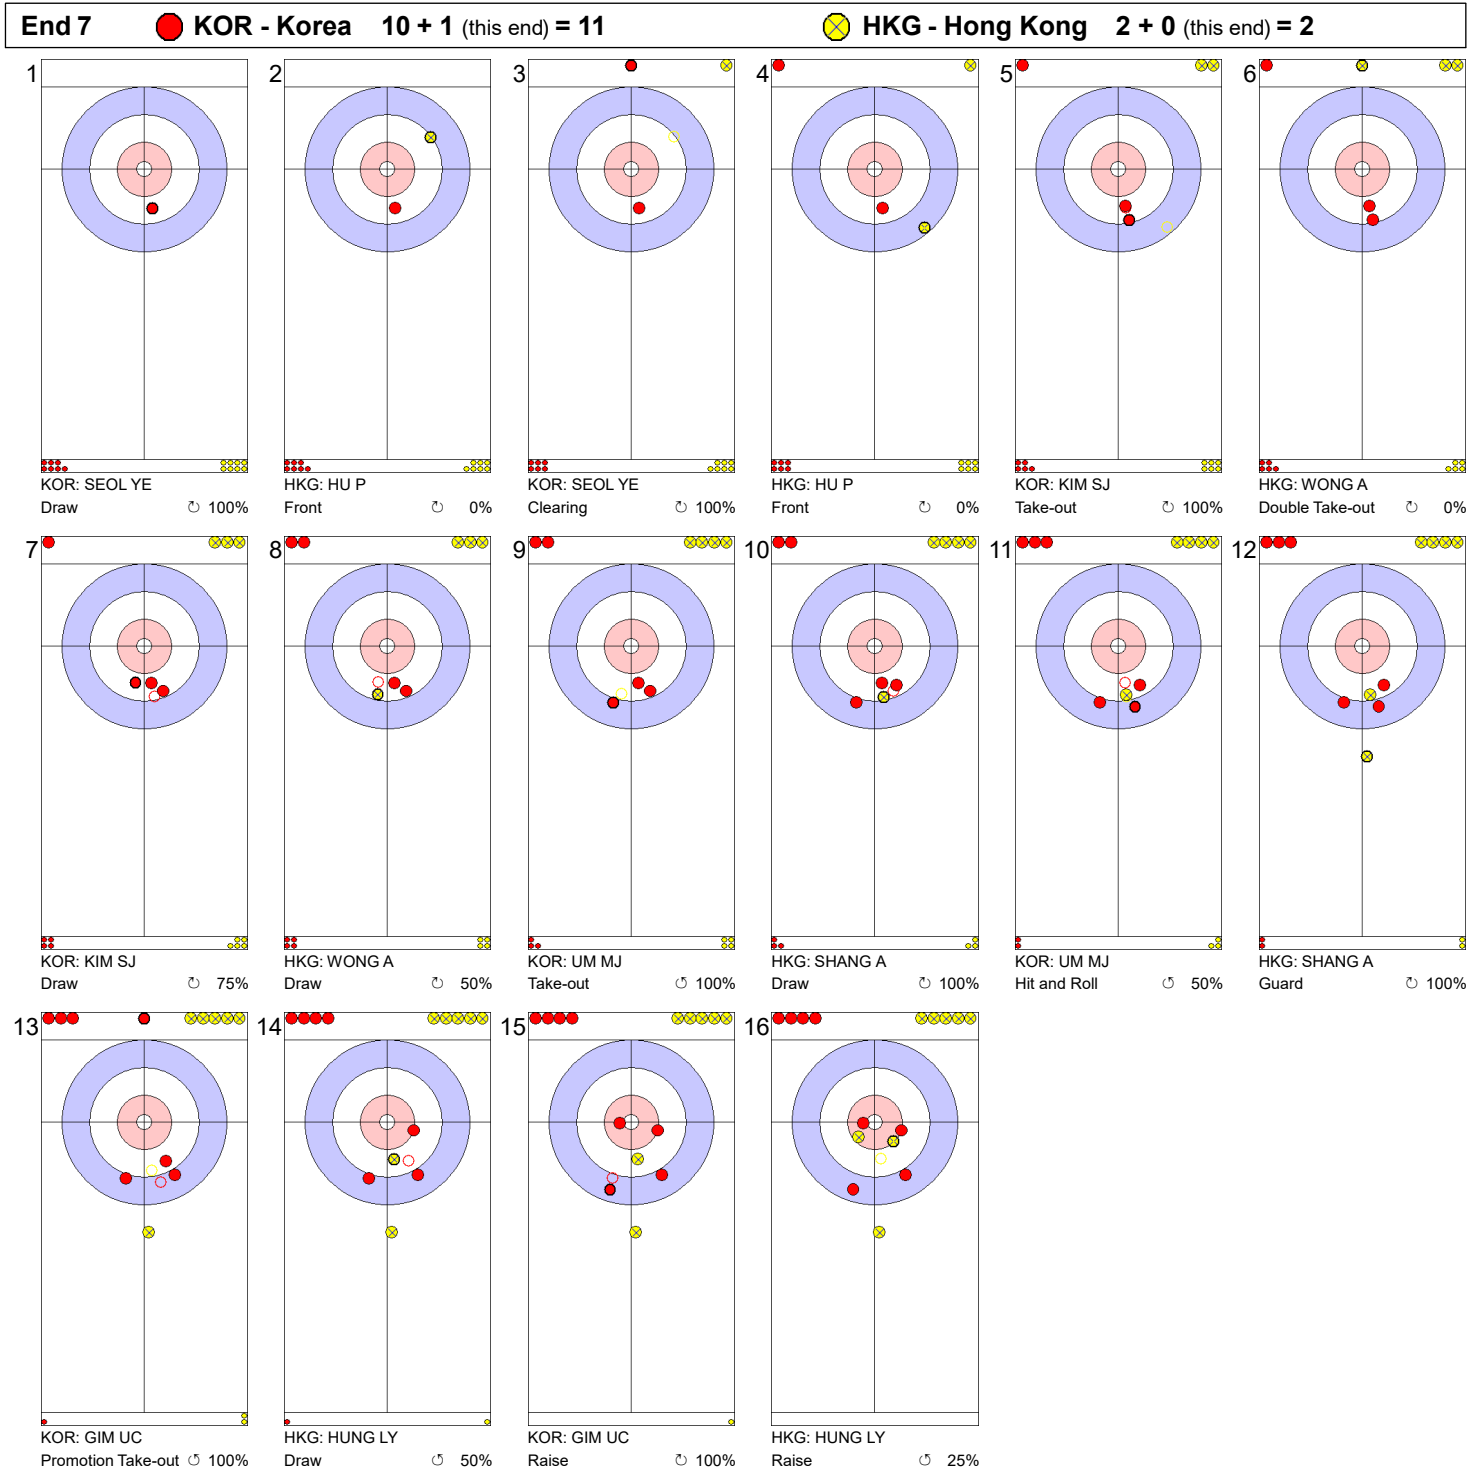 End 7 KOR - Korea 10 + 1 (this end) = 11 HKG - Hong Kong 2 + 0 (this end) = 2
1 2 3 4 5 6
KOR: SEOL YE HKG: HU P KOR: SEOL YE HKG: HU P KOR: KIM SJ HKG: WONG A
Draw ↻ 100% Front ↻ 0% Clearing ↻ 100% Front ↻ 0% Take-out ↻ 100% Double Take-out ↻ 0%
7 8 9 10 11 12
KOR: KIM SJ HKG: WONG A KOR: UM MJ HKG: SHANG A KOR: UM MJ HKG: SHANG A
Draw ↻ 75% Draw ↻ 50% Take-out ↺ 100% Draw ↻ 100% Hit and Roll ↺ 50% Guard ↻ 100%
13 14 15 16
KOR: GIM UC HKG: HUNG LY KOR: GIM UC HKG: HUNG LY
Promotion Take-out ↺ 100% Draw ↺ 50% Raise ↻ 100% Raise ↺ 25%